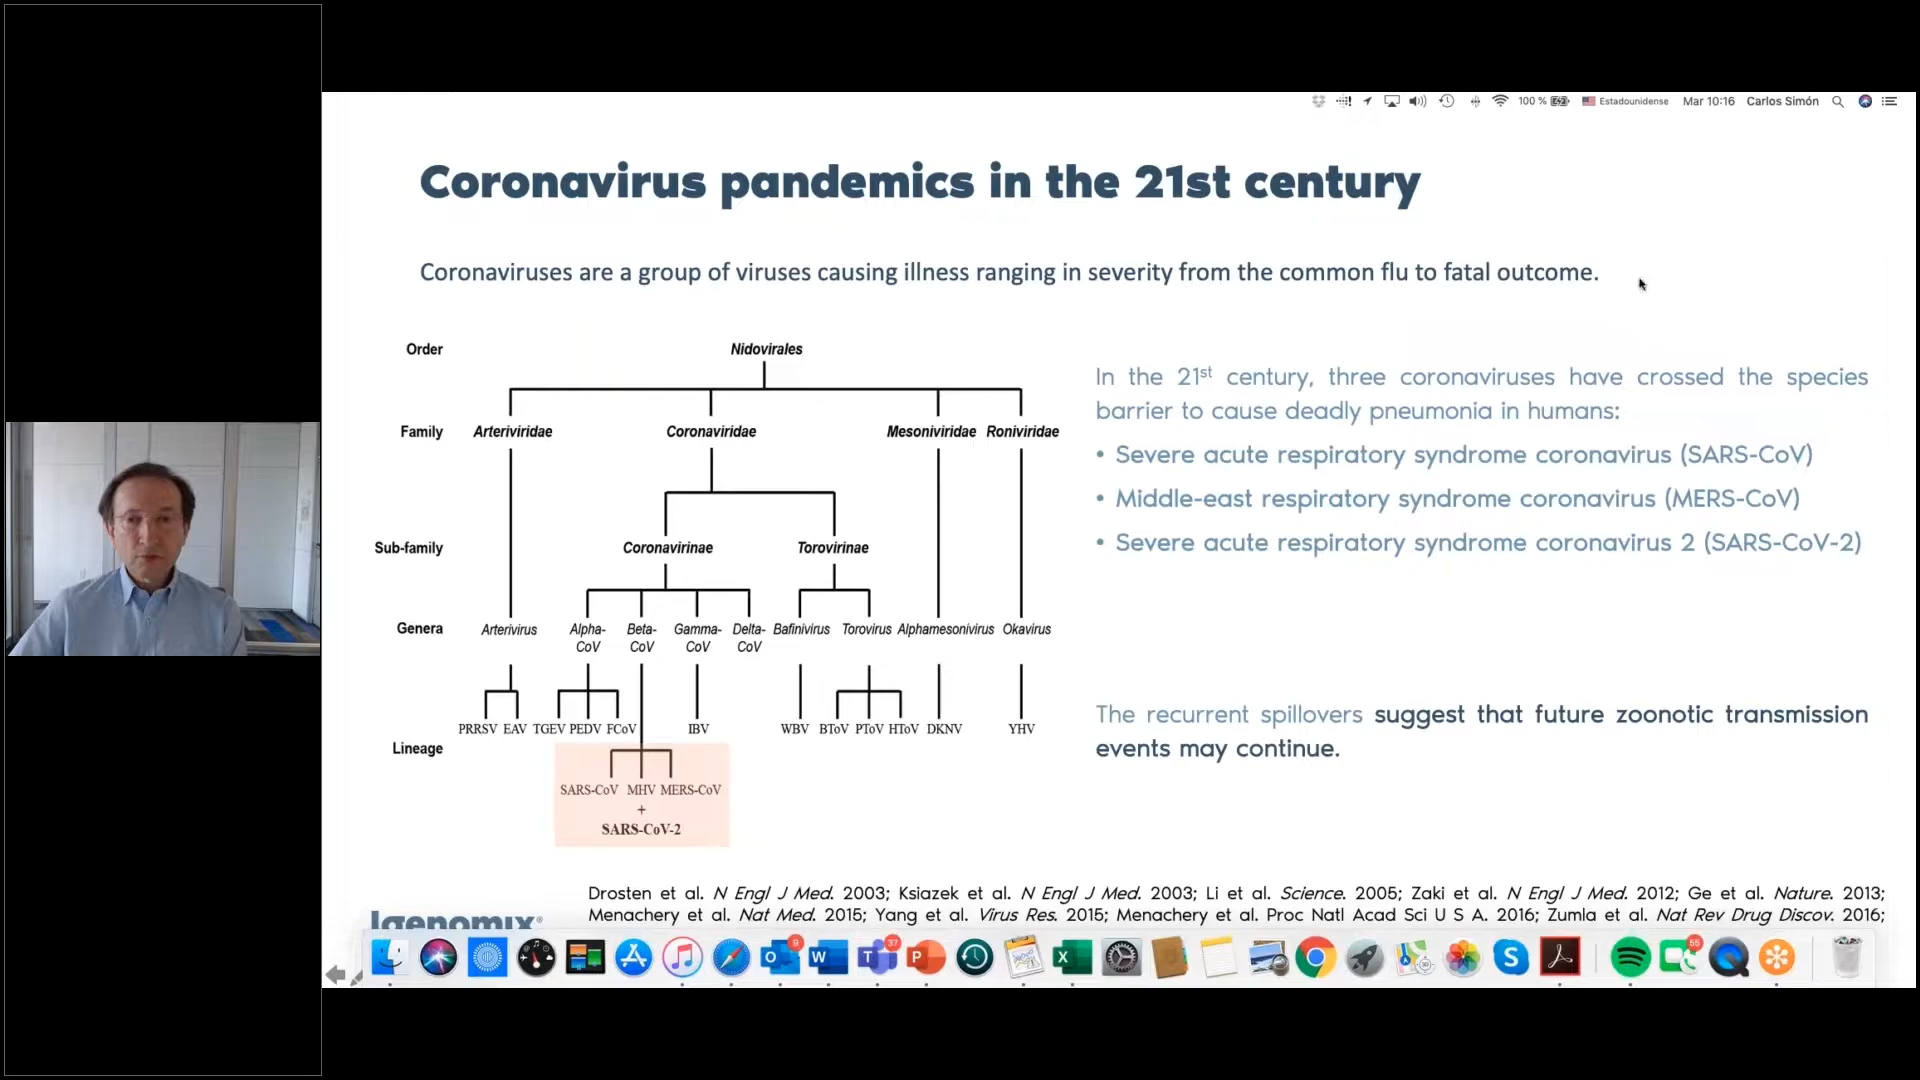 100 % Estadounidense Mar 10:16 Carlos Simón
Coronavirus pandemics in the 21st century
Coronaviruses are a group of viruses causing illness ranging in severity from the common flu to fatal outcome.
Order Nidovirales
Family Arteriviridae Coronaviridae Mesoniviridae Roniviridae
Sub-family Coronavirinae Torovirinae
Genera Arterivirus Alpha- Beta- Gamma- Delta- Bafinivirus Torovirus Alphamesonivirus Okavirus
CoV CoV CoV CoV
PRRSV EAV TGEV PEDV FCoV IBV WBV BToV PToV HToV DKNV YHV
Lineage
SARS-CoV MHV MERS-CoV
+
SARS-CoV-2
In the 21st century, three coronaviruses have crossed the species
barrier to cause deadly pneumonia in humans:
• Severe acute respiratory syndrome coronavirus (SARS-CoV)
• Middle-east respiratory syndrome coronavirus (MERS-CoV)
• Severe acute respiratory syndrome coronavirus 2 (SARS-CoV-2)
The recurrent spillovers suggest that future zoonotic transmission
events may continue.
Igenomix
Drosten et al. N Engl J Med. 2003; Ksiazek et al. N Engl J Med. 2003; Li et al. Science. 2005; Zaki et al. N Engl J Med. 2012; Ge et al. Nature. 2013;
Menachery et al. Nat Med. 2015; Yang et al. Virus Res. 2015; Menachery et al. Proc Natl Acad Sci U S A. 2016; Zumla et al. Nat Rev Drug Discov. 2016;
9 37 55